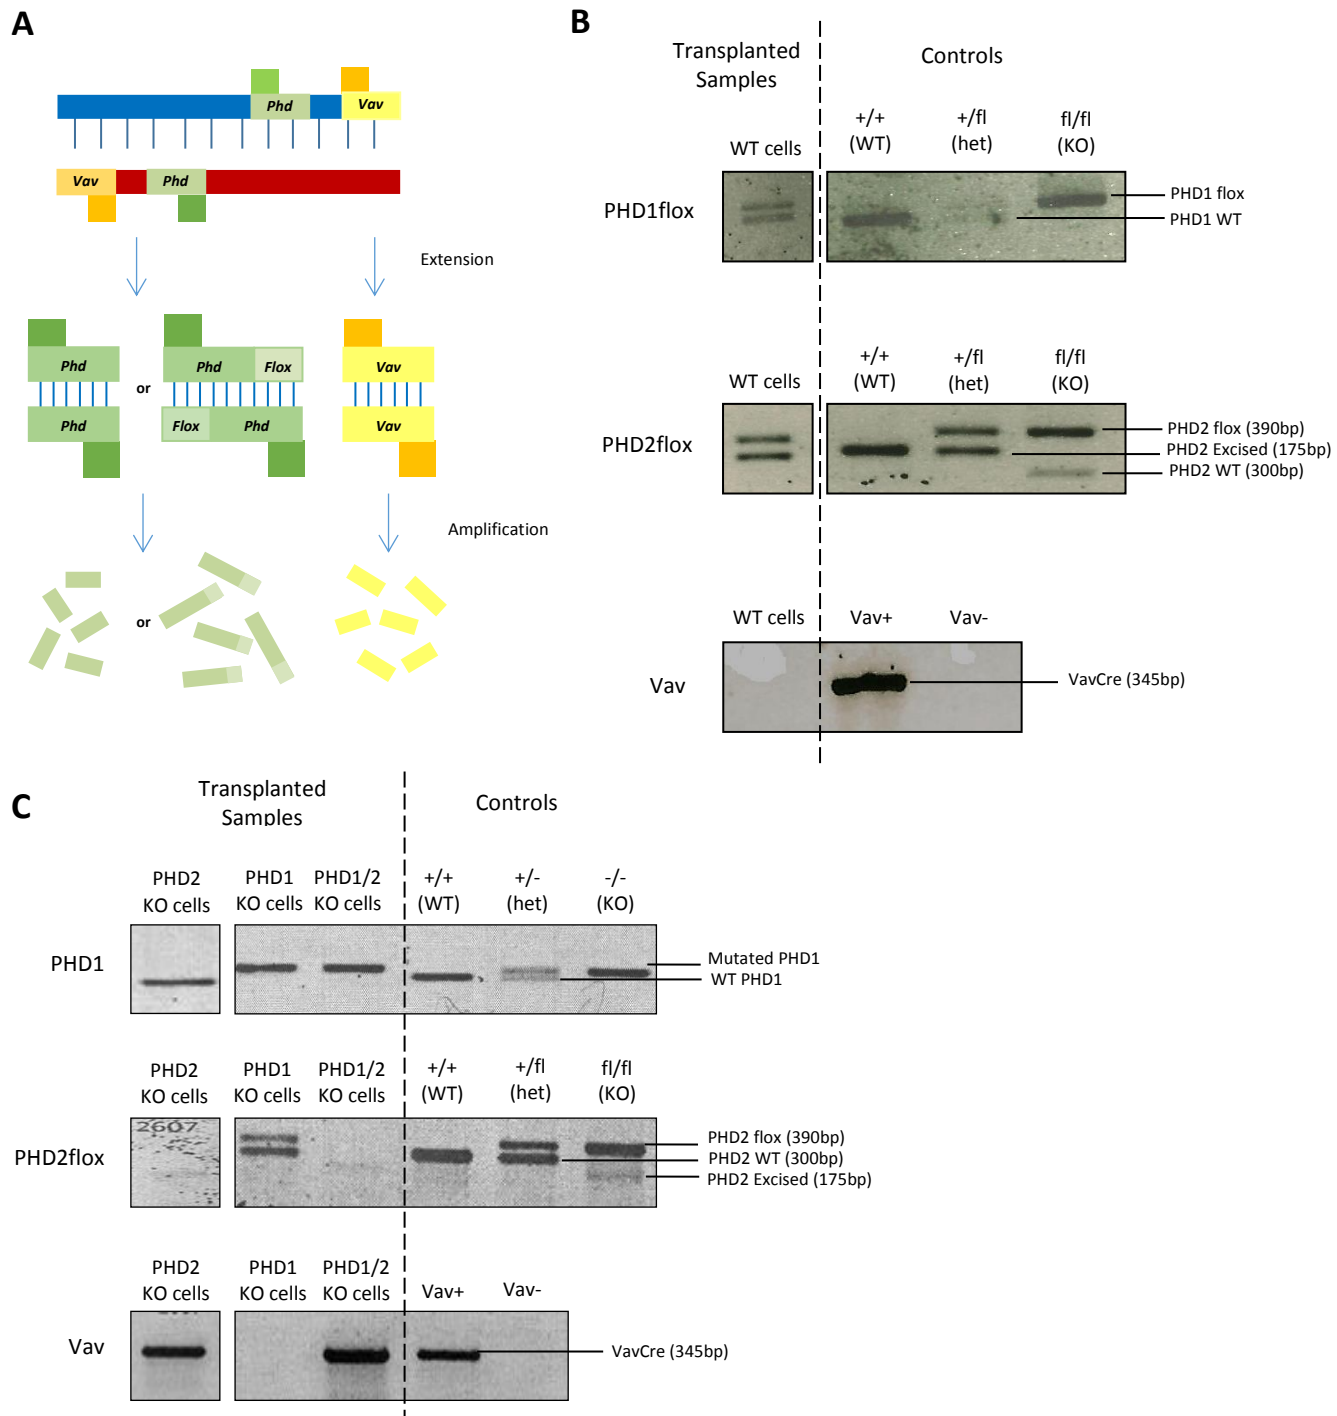 A
Phd
Vav
Vav
Phd
Extension
Phd
Phd
Flox
Vav
or
Phd
Flox
Phd
Vav
Amplification
or
B
Transplanted
Samples
Controls
WT cells
+/+
(WT)
+/fl
(het)
fl/fl
(KO)
PHD1flox
PHD1 flox
PHD1 WT
WT cells
+/+
(WT)
+/fl
(het)
fl/fl
(KO)
PHD2flox
PHD2 flox (390bp)
PHD2 Excised (175bp)
PHD2 WT (300bp)
WT cells
Vav+
Vav-
Vav
VavCre (345bp)
C
Transplanted
Samples
Controls
PHD2
KO cells
PHD1
KO cells
PHD1/2
KO cells
+/+
(WT)
+/-
(het)
-/-
(KO)
PHD1
Mutated PHD1
WT PHD1
PHD2
KO cells
PHD1
KO cells
PHD1/2
KO cells
+/+
(WT)
+/fl
(het)
fl/fl
(KO)
2607
PHD2flox
PHD2 flox (390bp)
PHD2 WT (300bp)
PHD2 Excised (175bp)
PHD2
KO cells
PHD1
KO cells
PHD1/2
KO cells
Vav+
Vav-
Vav
VavCre (345bp)